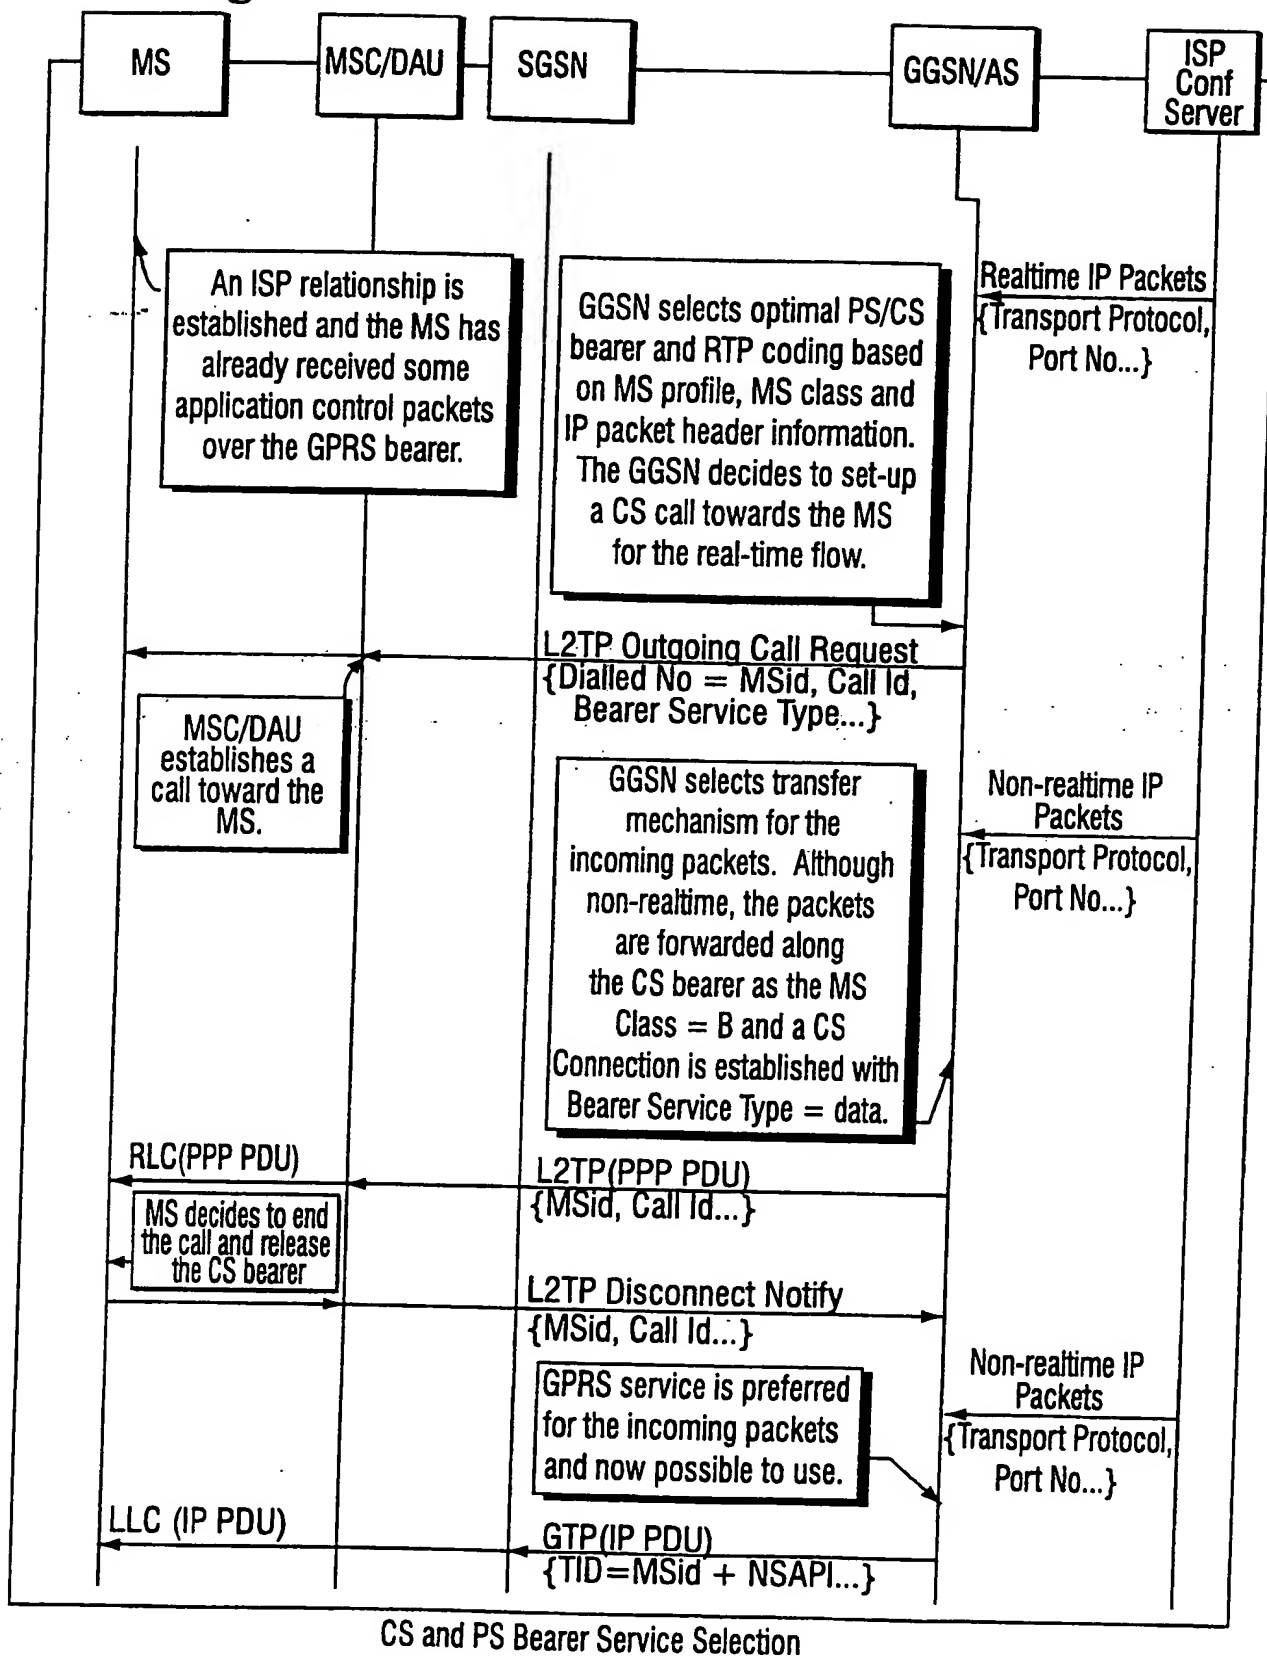 MS
MSC/DAU
SGSN
GGSN/AS
ISP
Conf
Server
An ISP relationship is
established and the MS has
already received some
application control packets
over the GPRS bearer.
GGSN selects optimal PS/CS
bearer and RTP coding based
on MS profile, MS class and
IP packet header information.
The GGSN decides to set-up
a CS call towards the MS
for the real-time flow.
Realtime IP Packets
{Transport Protocol,
Port No...}
L2TP Outgoing Call Request
{Dialled No = MSid, Call Id,
Bearer Service Type...}
MSC/DAU
establishes a
call toward the
MS.
GGSN selects transfer
mechanism for the
incoming packets. Although
non-realtime, the packets
are forwarded along
the CS bearer as the MS
Class = B and a CS
Connection is established with
Bearer Service Type = data.
Non-realtime IP
Packets
{Transport Protocol,
Port No...}
RLC(PPP PDU)
L2TP(PPP PDU)
{MSid, Call Id...}
MS decides to end
the call and release
the CS bearer
L2TP Disconnect Notify
{MSid, Call Id...}
GPRS service is preferred
for the incoming packets
and now possible to use.
Non-realtime IP
Packets
{Transport Protocol,
Port No...}
LLC (IP PDU)
GTP(IP PDU)
{TID=MSid + NSAPI...}
CS and PS Bearer Service Selection